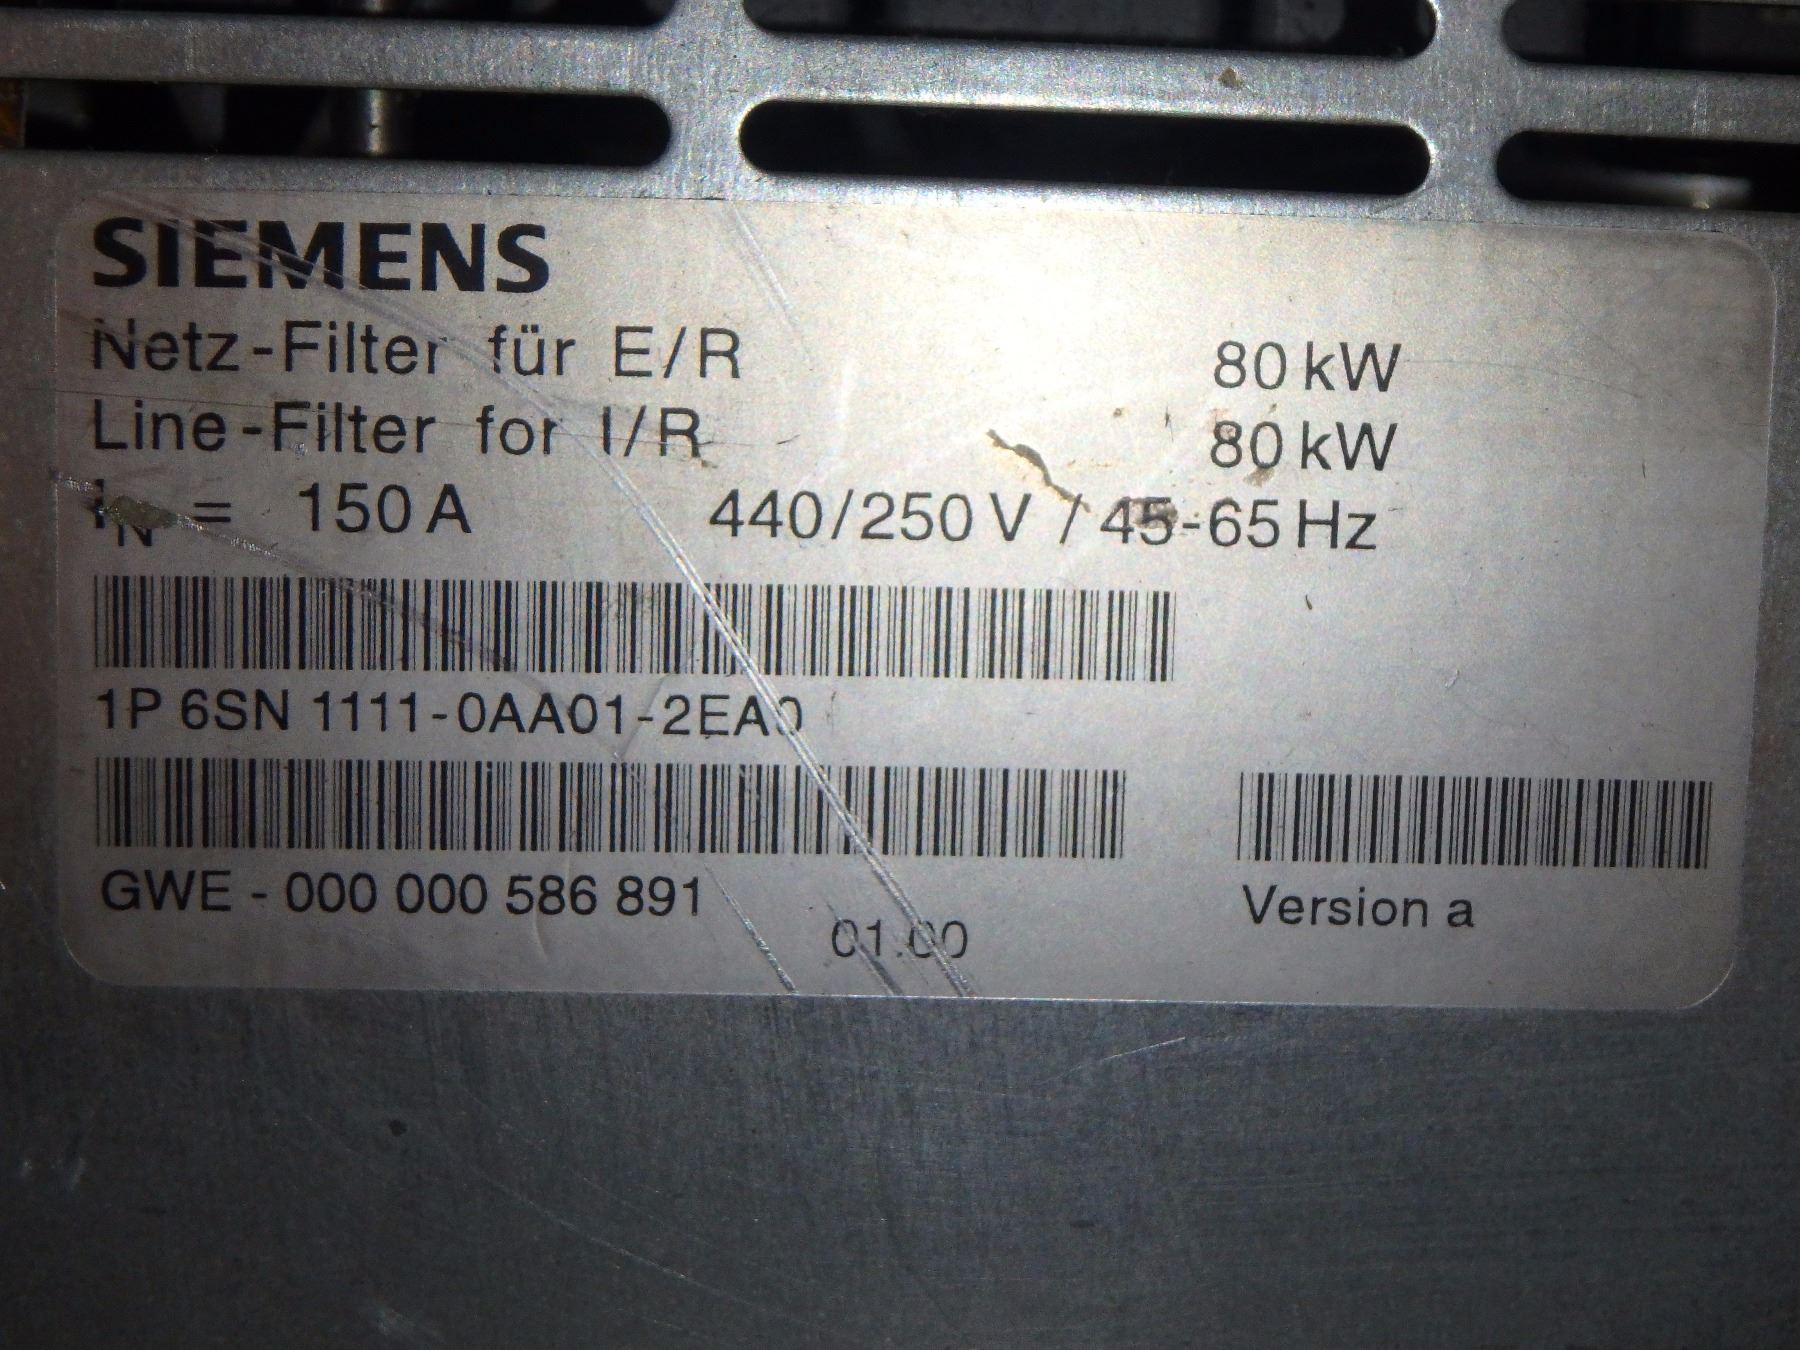 SIEMENS
Netz-Filter für E/R 80 kW
Line-Filter for I/R 80 kW
IN = 150 A 440/250 V / 45-65 Hz
1P 6SN 1111-0AA01-2EA0
GWE - 000 000 586 891
Version a
01.00